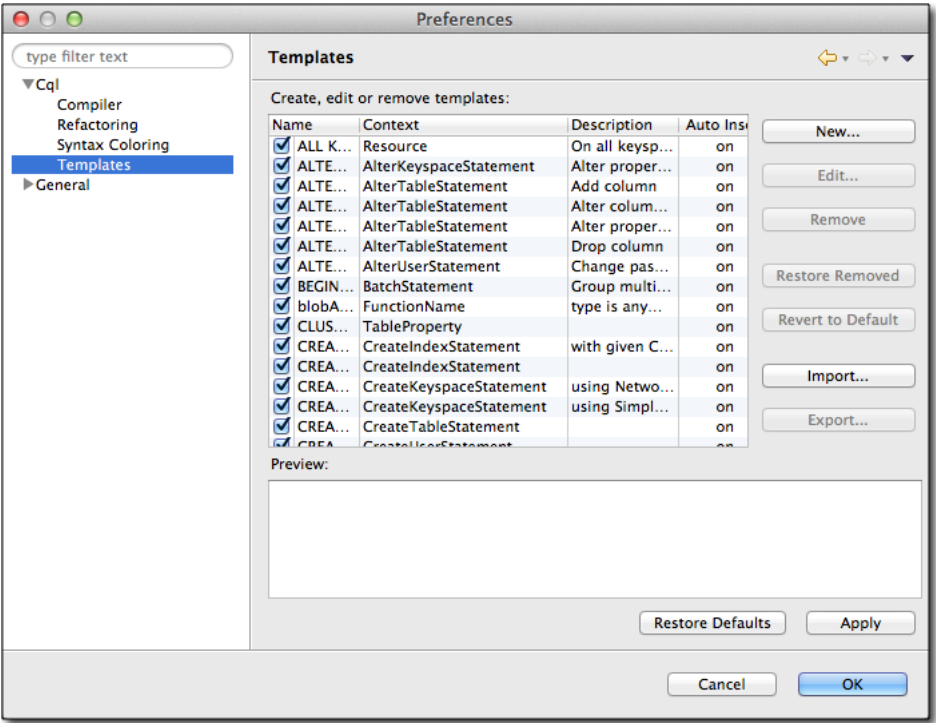 Preferences
type filter text
Cql
Compiler
Refactoring
Syntax Coloring
Templates
General
Templates
Create, edit or remove templates:
Name Context Description Auto Inse
ALL K... Resource On all keysp... on
ALTE... AlterKeyspaceStatement Alter proper... on
ALTE... AlterTableStatement Add column on
ALTE... AlterTableStatement Alter colum... on
ALTE... AlterTableStatement Alter proper... on
ALTE... AlterTableStatement Drop column on
ALTE... AlterUserStatement Change pas... on
BEGIN... BatchStatement Group multi... on
blobA... FunctionName type is any... on
CLUS... TableProperty on
CREA... CreateIndexStatement with given C... on
CREA... CreateIndexStatement on
CREA... CreateKeyspaceStatement using Netwo... on
CREA... CreateKeyspaceStatement using Simpl... on
CREA... CreateTableStatement on
CREA CreateUserStatement on
New...
Edit...
Remove
Restore Removed
Revert to Default
Import...
Export...
Preview:
Restore Defaults Apply
Cancel OK